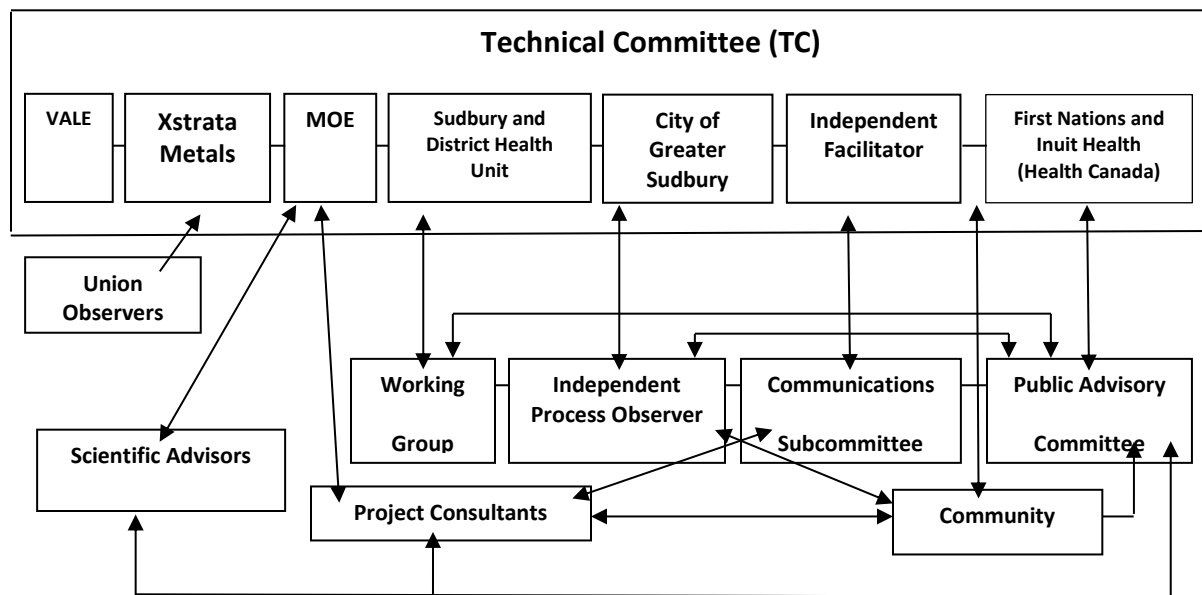 Technical Committee (TC)
VALE
Xstrata
Metals
MOE
Sudbury and
District Health
Unit
City of
Greater
Sudbury
Independent
Facilitator
First Nations and
Inuit Health
(Health Canada)
Union
Observers
Working
Group
Independent
Process Observer
Communications
Subcommittee
Public Advisory
Committee
Scientific Advisors
Project Consultants
Community